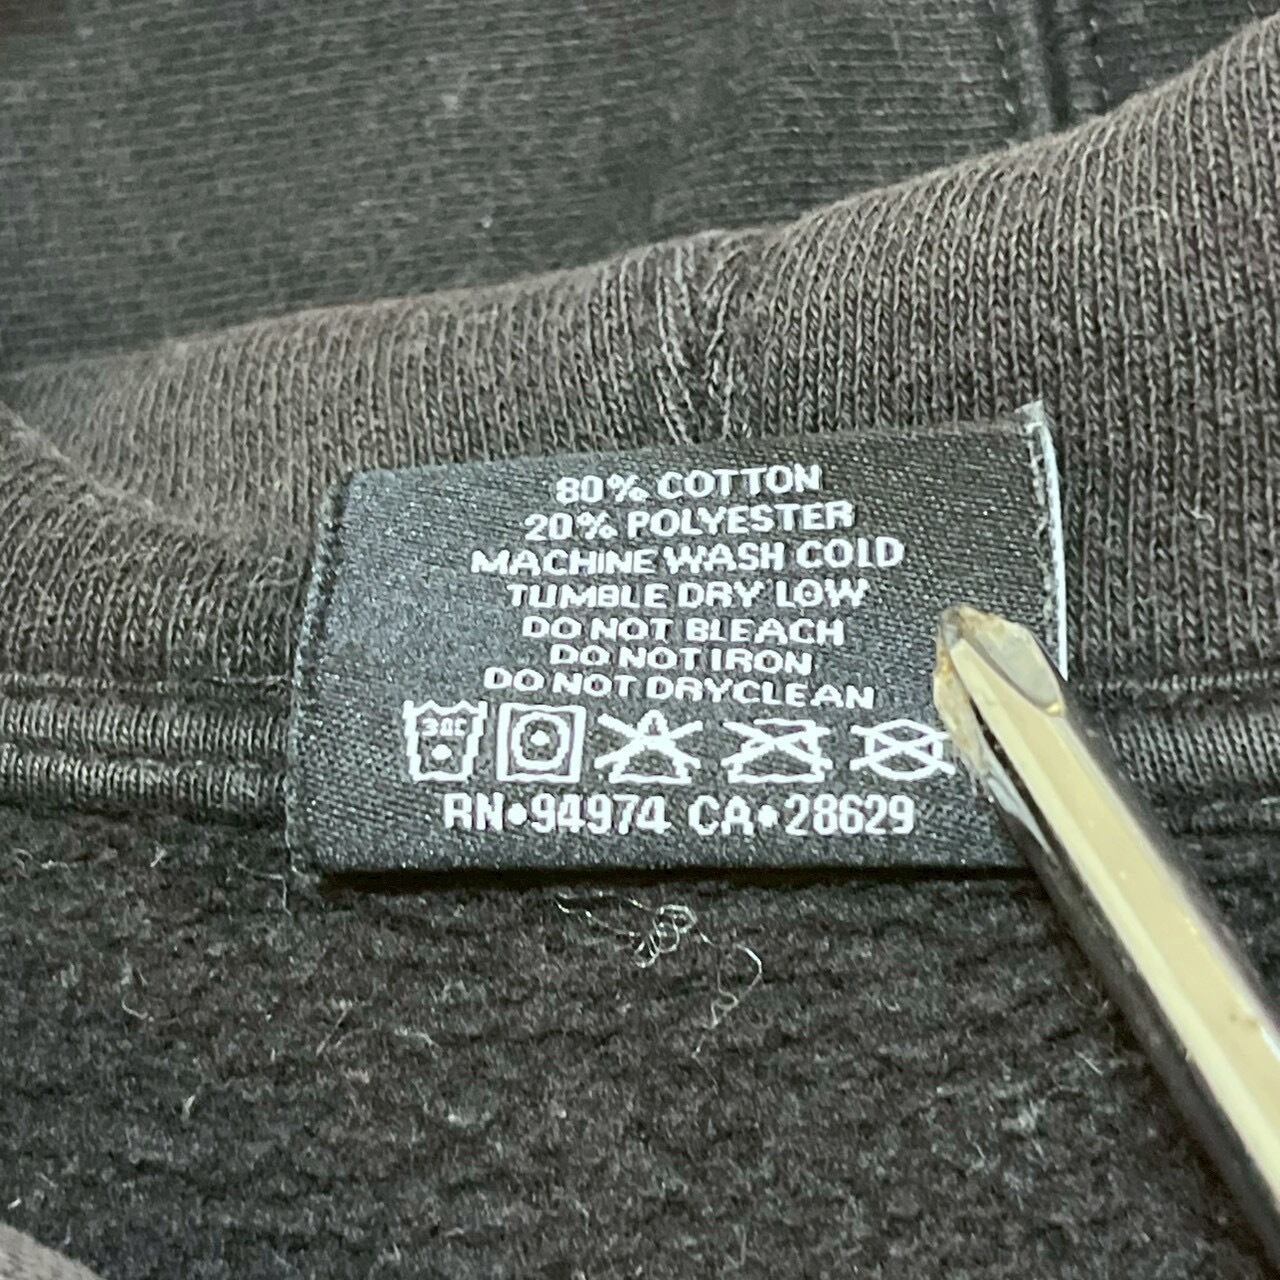 80% COTTON
20% POLYESTER
MACHINE WASH COLD
TUMBLE DRY LOW
DO NOT BLEACH
DO NOT IRON
DO NOT DRYCLEAN
30C
RN•94974 CA•28629